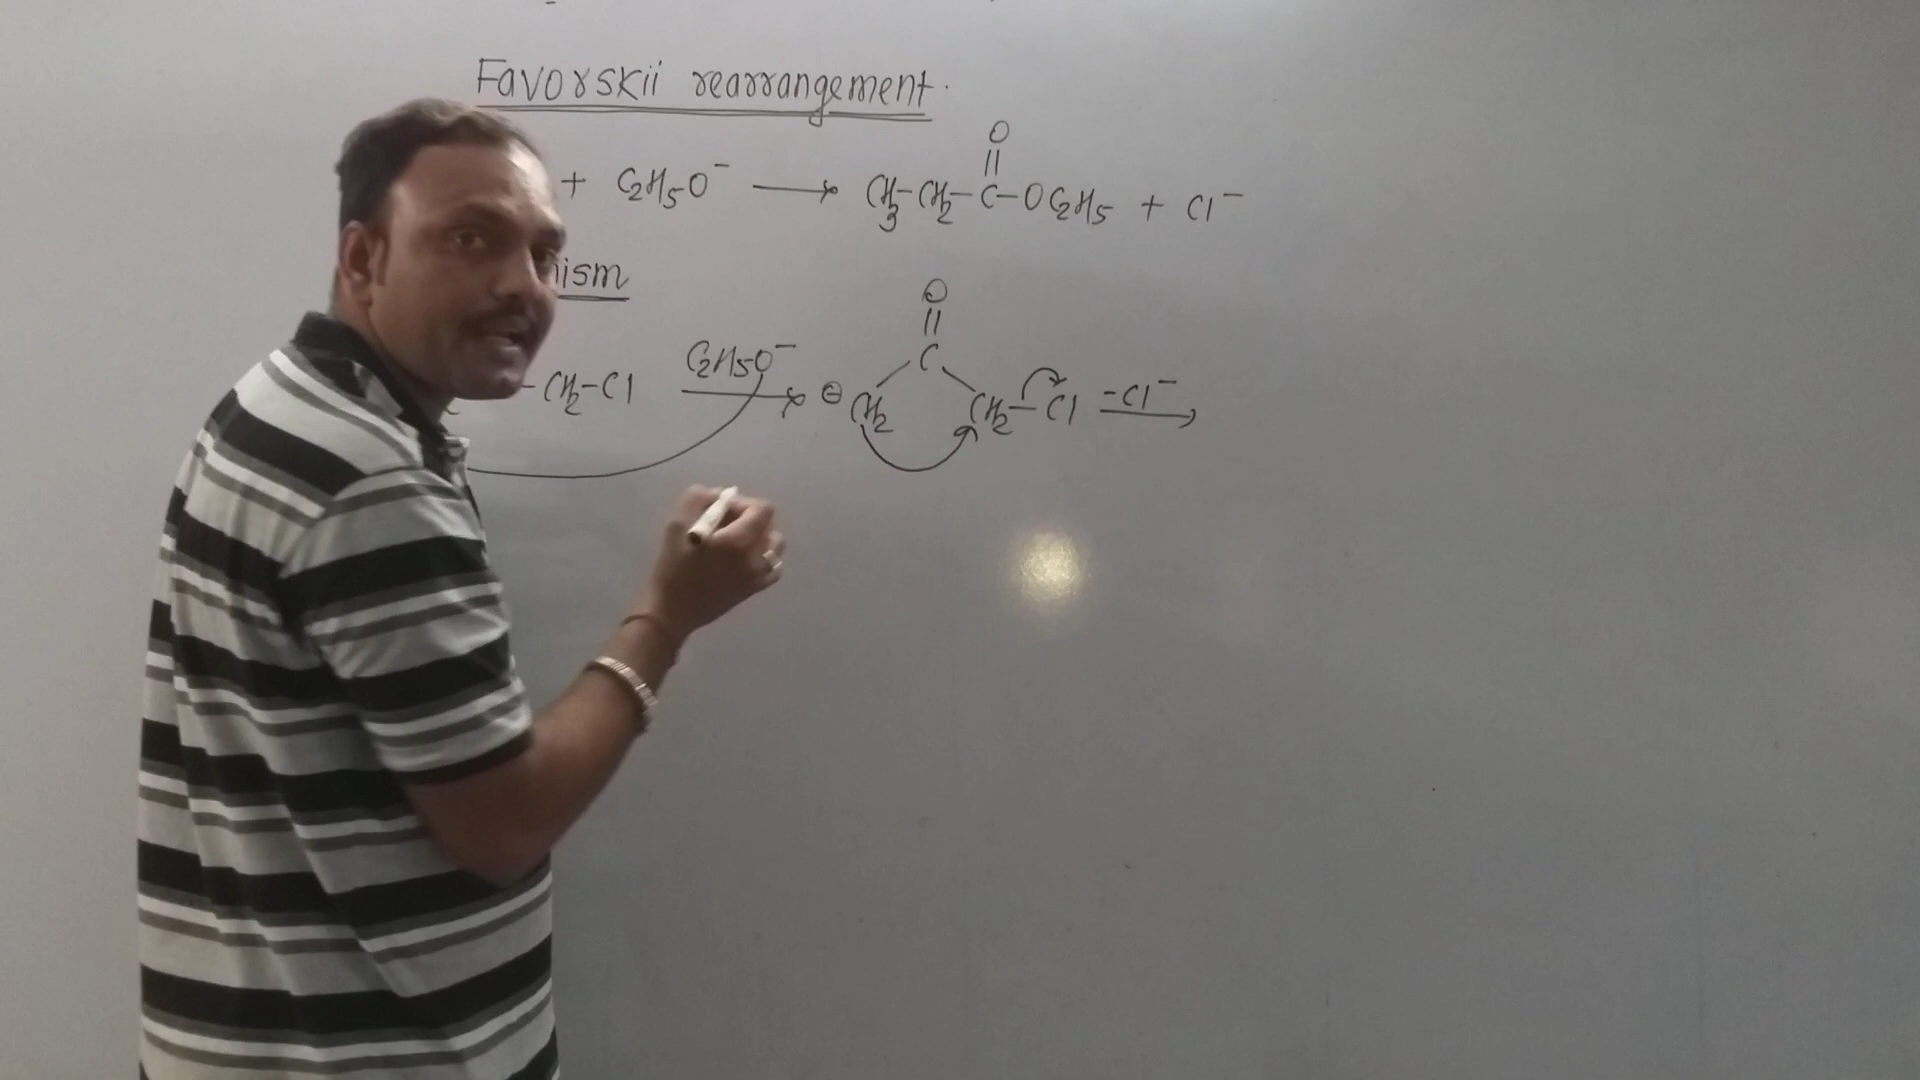 Favorskii rearrangement.
O
||
+ C2H5O⁻ → CH3-CH2-C-OC2H5 + Cl⁻
nism
O
||
C
C2H5O⁻
-CH2-Cl → ⊖ CH2 CH2-Cl -Cl⁻ →